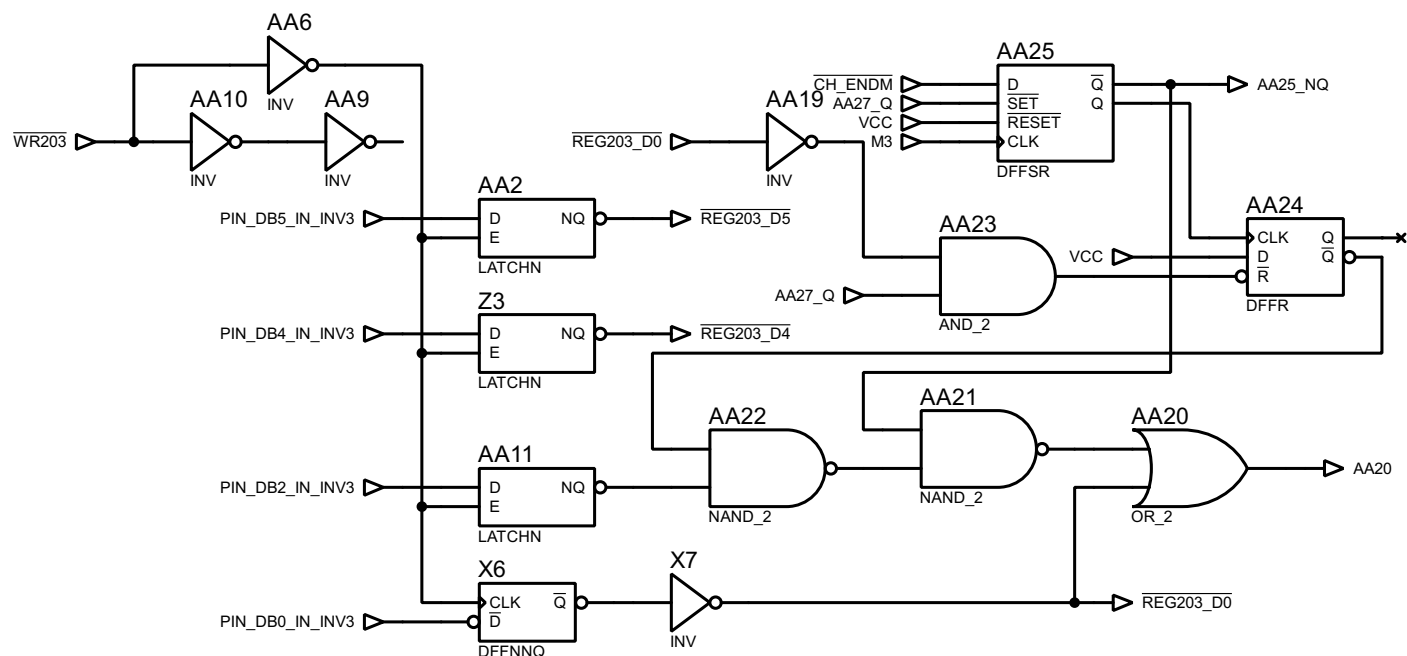 AA6
INV
AA10
AA9
WR203
INV
INV
PIN_DB5_IN_INV3
AA2
D
E
NQ
LATCHN
REG203_D5
PIN_DB4_IN_INV3
Z3
D
E
NQ
LATCHN
REG203_D4
PIN_DB2_IN_INV3
AA11
D
E
NQ
LATCHN
PIN_DB0_IN_INV3
X6
CLK
D
Q
DFFNNQ
X7
INV
REG203_D0
REG203_D0
AA19
INV
CH_ENDM
AA27_Q
VCC
M3
AA25
D
SET
RESET
CLK
Q
Q
DFFSR
AA25_NQ
AA27_Q
AA23
AND_2
VCC
AA24
CLK
D
R
Q
Q
DFFR
AA22
NAND_2
AA21
NAND_2
AA20
OR_2
AA20